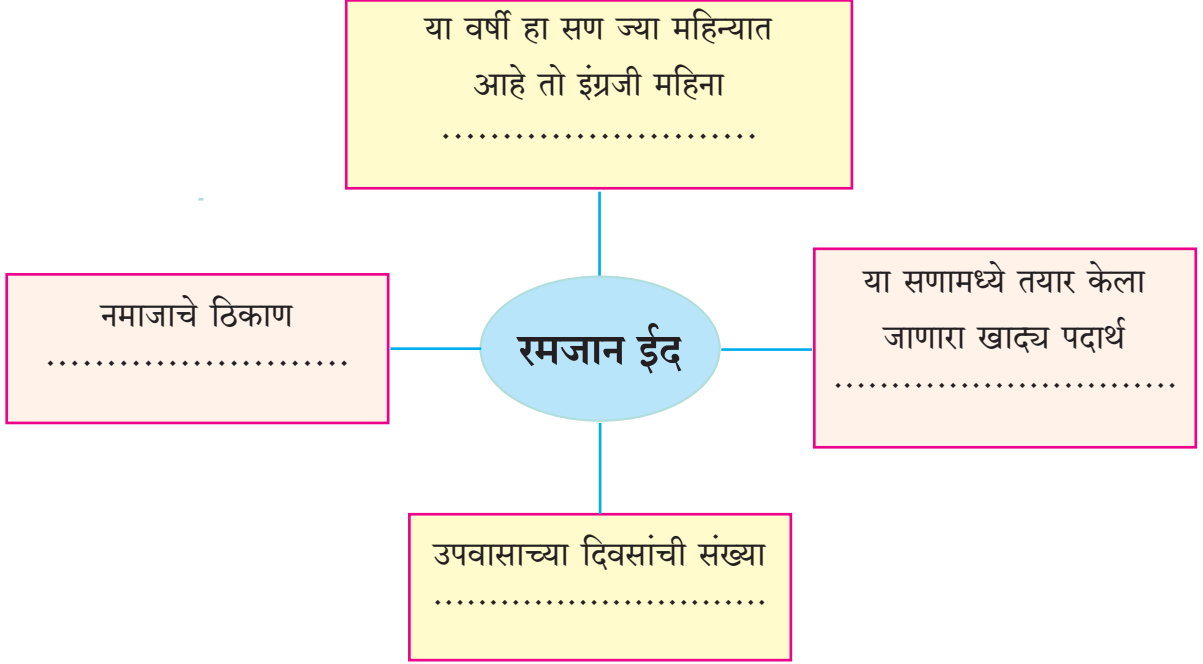 या वर्षी हा सण ज्या महिन्यात
आहे तो इंग्रजी महिना
..........................
नमाजाचे ठिकाण
.........................
रमजान ईद
या सणामध्ये तयार केला
जाणारा खाद्य पदार्थ
............................
उपवासाच्या दिवसांची संख्या
............................